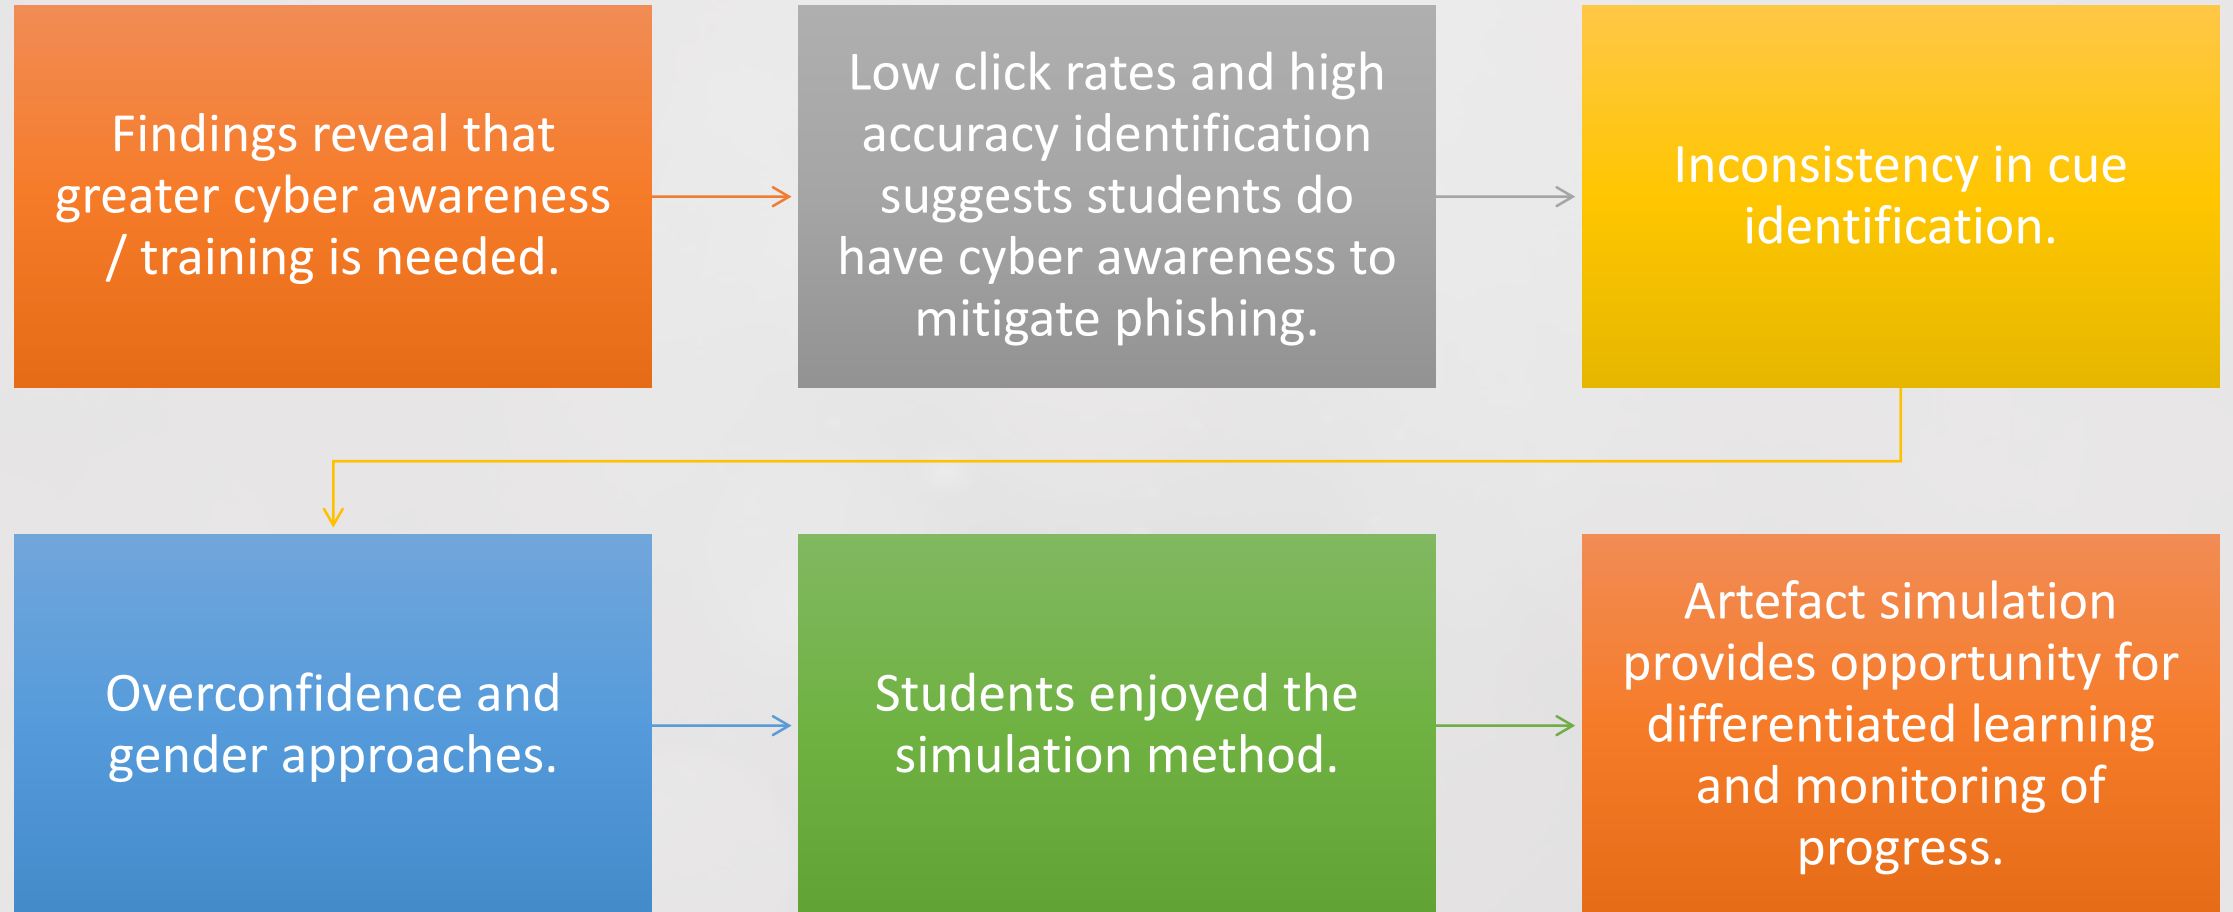 Findings reveal that
greater cyber awareness
/ training is needed.
Low click rates and high
accuracy identification
suggests students do
have cyber awareness to
mitigate phishing.
Inconsistency in cue
identification.
Overconfidence and
gender approaches.
Students enjoyed the
simulation method.
Artefact simulation
provides opportunity for
differentiated learning
and monitoring of
progress.